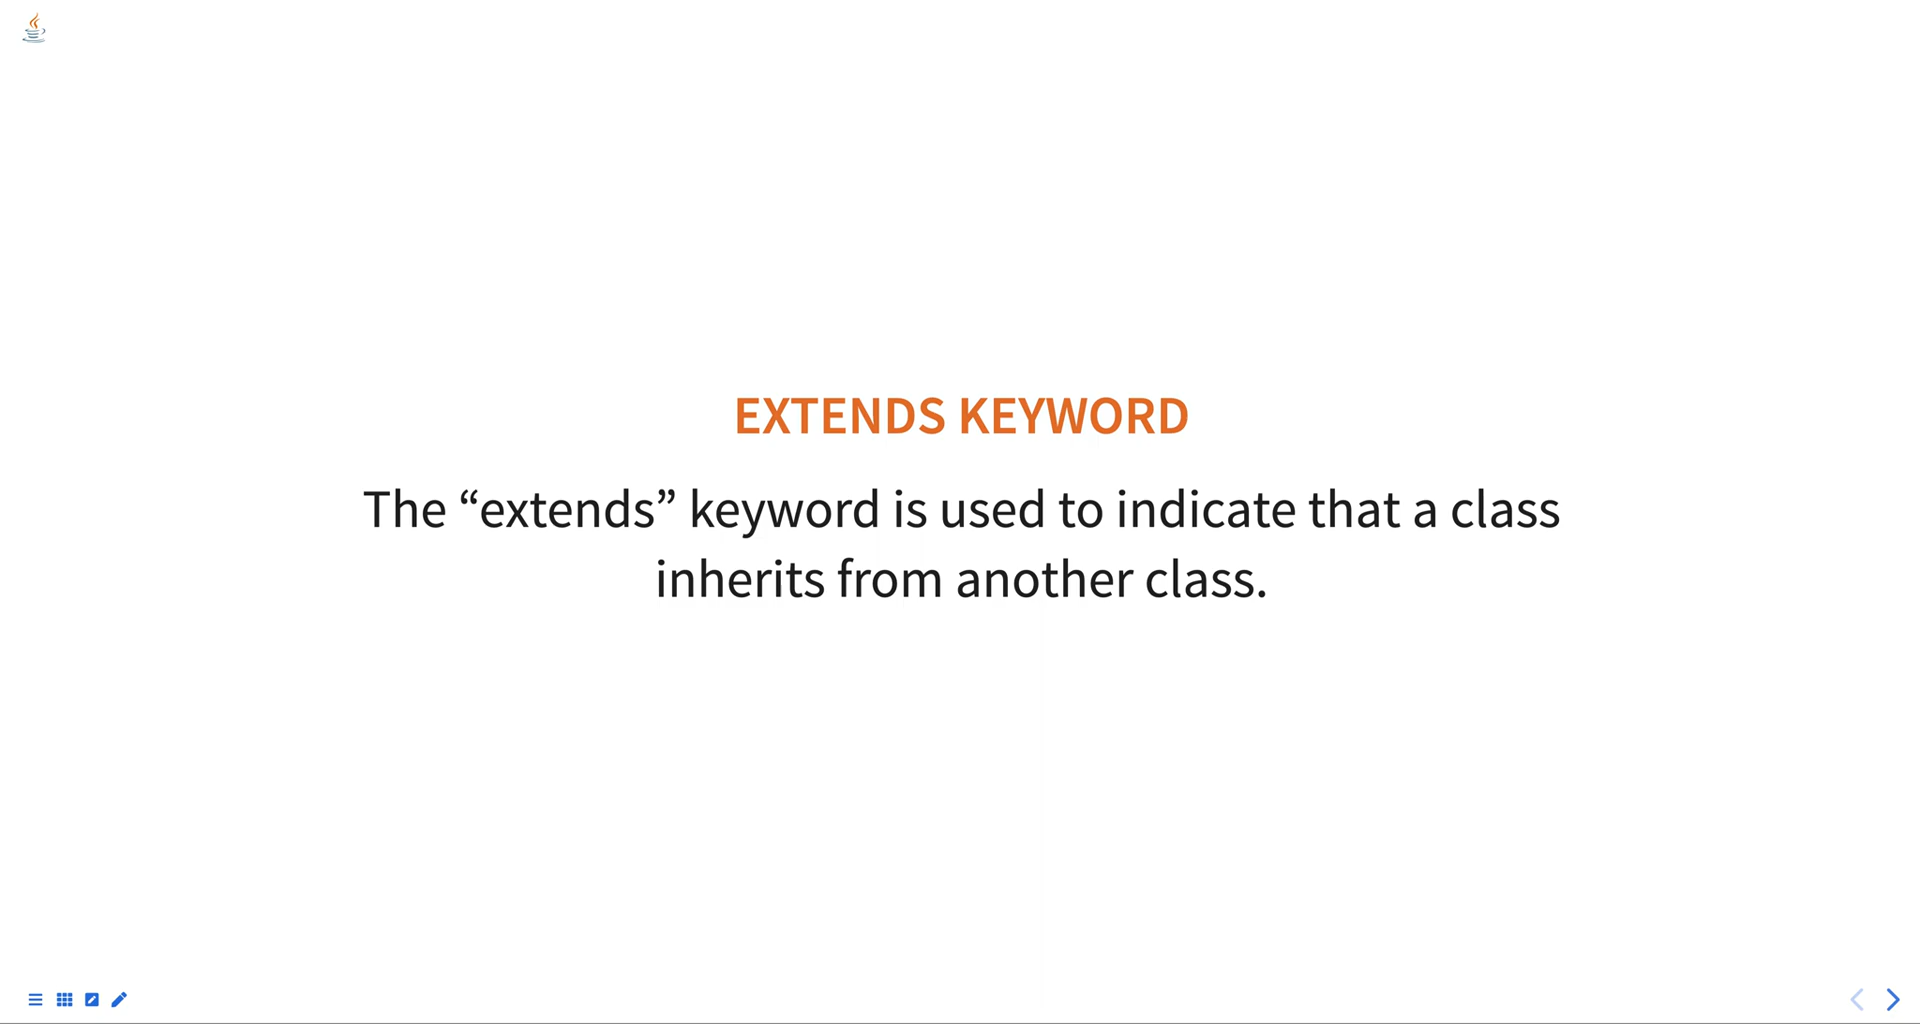 EXTENDS KEYWORD
The “extends” keyword is used to indicate that a class
inherits from another class.